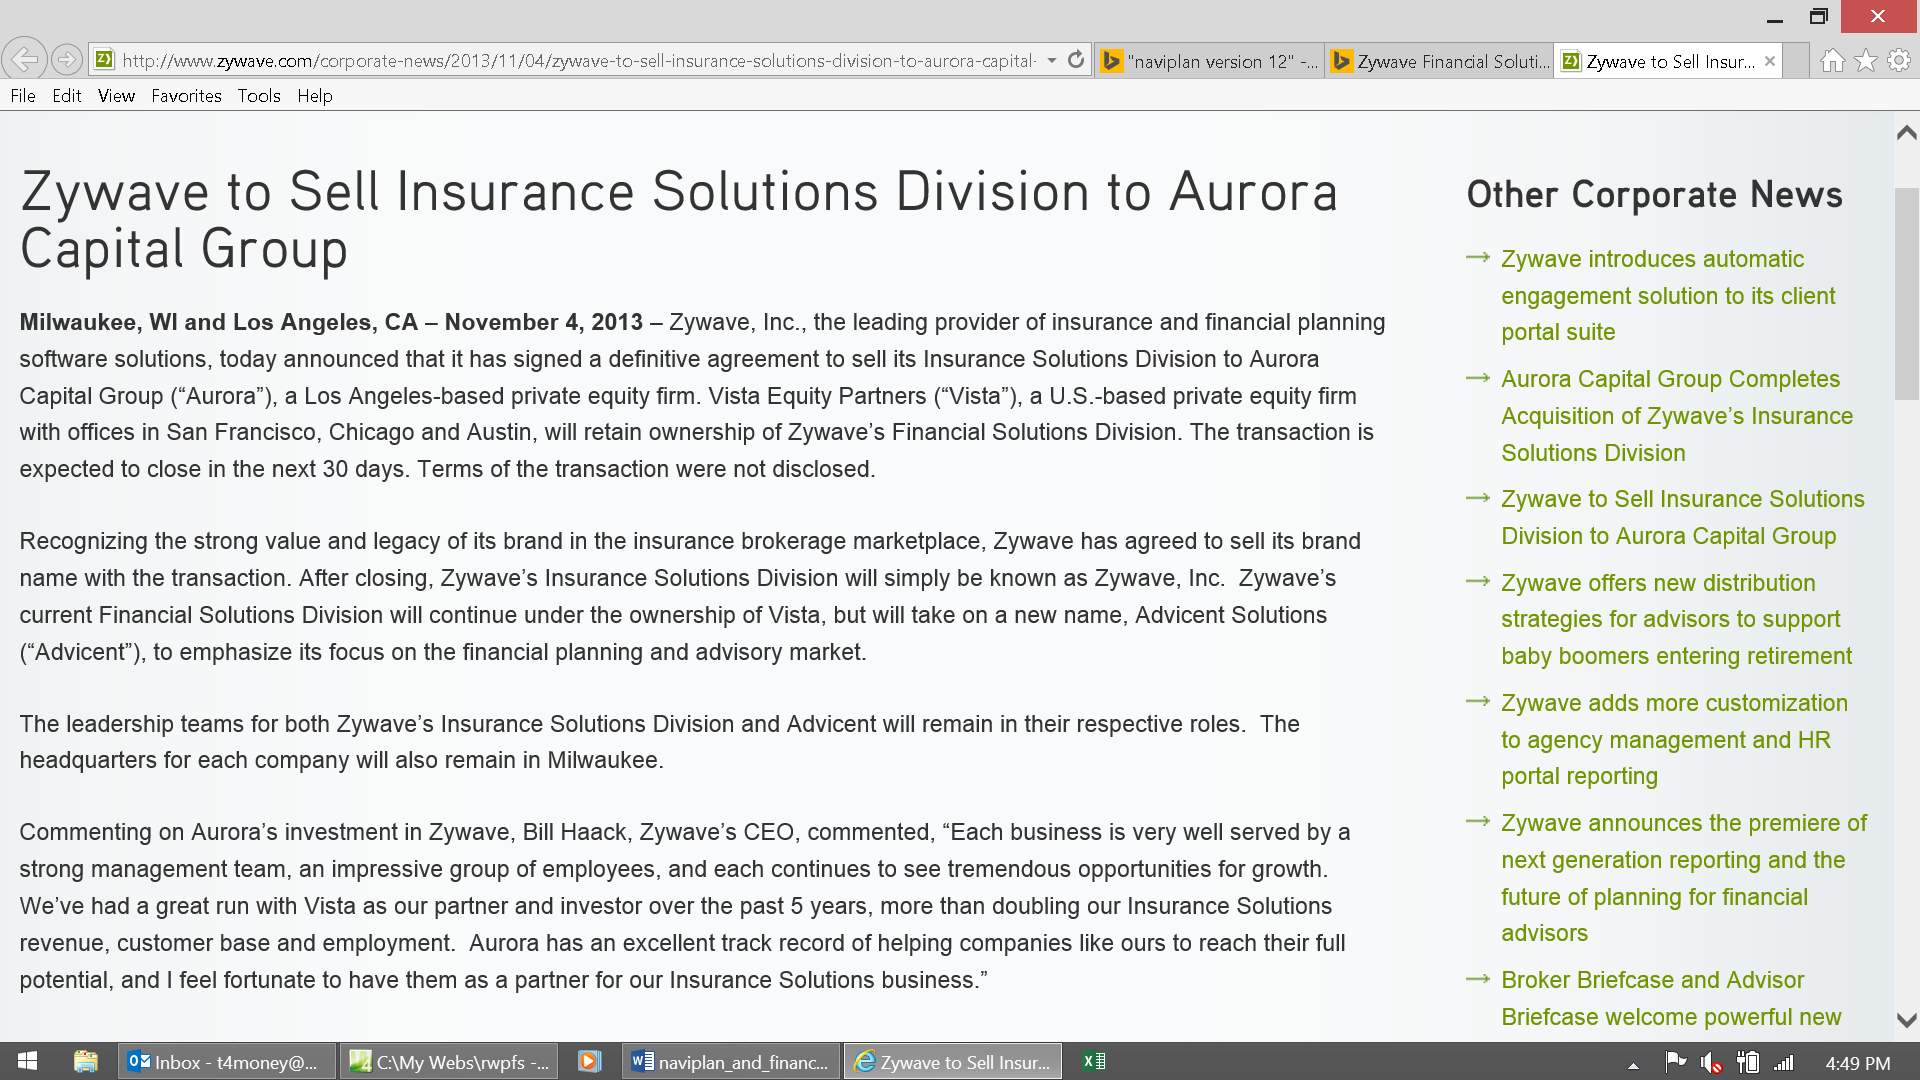 http://www.zywave.com/corporate-news/2013/11/04/zywave-to-sell-insurance-solutions-division-to-aurora-capital-
"naviplan version 12" -...
Zywave Financial Soluti...
Zywave to Sell Insur...
File Edit View Favorites Tools Help
Zywave to Sell Insurance Solutions Division to Aurora
Capital Group
Milwaukee, WI and Los Angeles, CA – November 4, 2013 – Zywave, Inc., the leading provider of insurance and financial planning
software solutions, today announced that it has signed a definitive agreement to sell its Insurance Solutions Division to Aurora
Capital Group (“Aurora”), a Los Angeles-based private equity firm. Vista Equity Partners (“Vista”), a U.S.-based private equity firm
with offices in San Francisco, Chicago and Austin, will retain ownership of Zywave’s Financial Solutions Division. The transaction is
expected to close in the next 30 days. Terms of the transaction were not disclosed.
Recognizing the strong value and legacy of its brand in the insurance brokerage marketplace, Zywave has agreed to sell its brand
name with the transaction. After closing, Zywave’s Insurance Solutions Division will simply be known as Zywave, Inc.  Zywave’s
current Financial Solutions Division will continue under the ownership of Vista, but will take on a new name, Advicent Solutions
(“Advicent”), to emphasize its focus on the financial planning and advisory market.
The leadership teams for both Zywave’s Insurance Solutions Division and Advicent will remain in their respective roles.  The
headquarters for each company will also remain in Milwaukee.
Commenting on Aurora’s investment in Zywave, Bill Haack, Zywave’s CEO, commented, “Each business is very well served by a
strong management team, an impressive group of employees, and each continues to see tremendous opportunities for growth.
We’ve had a great run with Vista as our partner and investor over the past 5 years, more than doubling our Insurance Solutions
revenue, customer base and employment.  Aurora has an excellent track record of helping companies like ours to reach their full
potential, and I feel fortunate to have them as a partner for our Insurance Solutions business.”
Other Corporate News
Zywave introduces automatic
engagement solution to its client
portal suite
Aurora Capital Group Completes
Acquisition of Zywave’s Insurance
Solutions Division
Zywave to Sell Insurance Solutions
Division to Aurora Capital Group
Zywave offers new distribution
strategies for advisors to support
baby boomers entering retirement
Zywave adds more customization
to agency management and HR
portal reporting
Zywave announces the premiere of
next generation reporting and the
future of planning for financial
advisors
Broker Briefcase and Advisor
Briefcase welcome powerful new
Inbox - t4money@...
C:\My Webs\rwpfs -...
naviplan_and_financ...
Zywave to Sell Insur...
4:49 PM